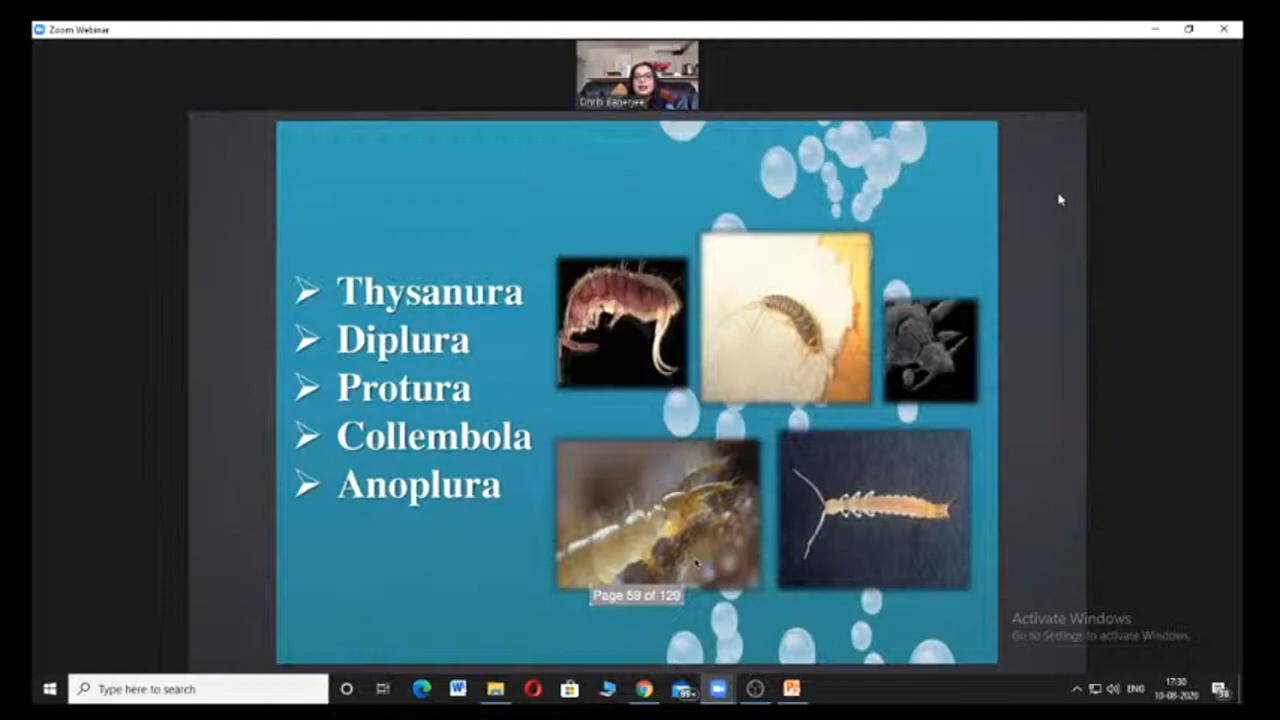 Zoom Webinar
Thysanura
Diplura
Protura
Collembola
Anoplura
Page 59 of 129
Activate Windows
Go to Settings to activate Windows.
Type here to search
99+
ENG
17:30
10-08-2020